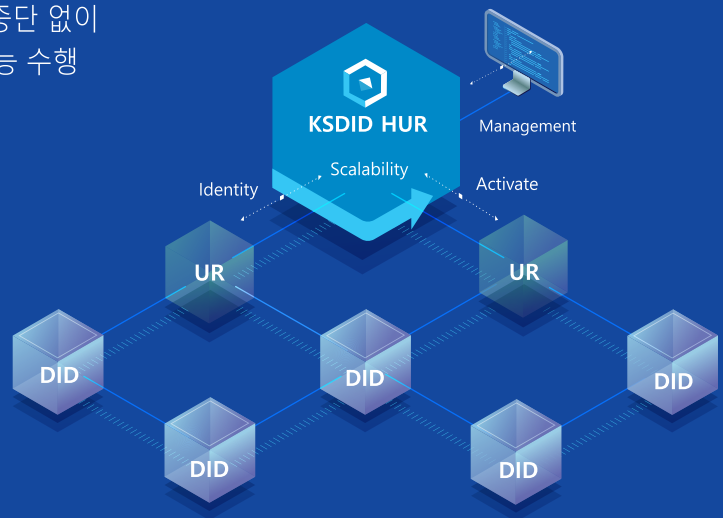 중단 없이
능 수행
KSDID HUR
Management
Scalability
Identity
Activate
UR
UR
DID
DID
DID
DID
DID